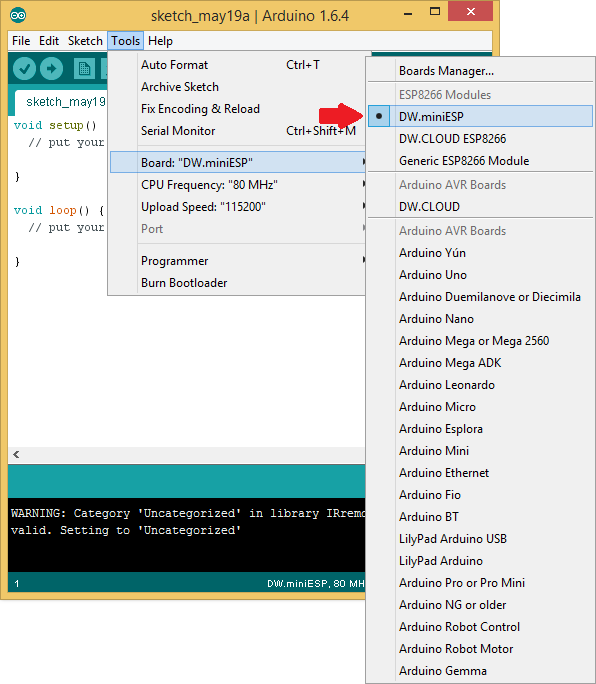 sketch_may19a | Arduino 1.6.4
File Edit Sketch Tools Help
sketch_may19
void setup()
// put your
}
void loop() {
// put your
}
Auto Format Ctrl+T
Archive Sketch
Fix Encoding & Reload
Serial Monitor Ctrl+Shift+M
Board: "DW.miniESP"
CPU Frequency: "80 MHz"
Upload Speed: "115200"
Port
Programmer
Burn Bootloader
Boards Manager...
ESP8266 Modules
DW.miniESP
DW.CLOUD ESP8266
Generic ESP8266 Module
Arduino AVR Boards
DW.CLOUD
Arduino AVR Boards
Arduino Yún
Arduino Uno
Arduino Duemilanove or Diecimila
Arduino Nano
Arduino Mega or Mega 2560
Arduino Mega ADK
Arduino Leonardo
Arduino Micro
Arduino Esplora
Arduino Mini
Arduino Ethernet
Arduino Fio
Arduino BT
LilyPad Arduino USB
LilyPad Arduino
Arduino Pro or Pro Mini
Arduino NG or older
Arduino Robot Control
Arduino Robot Motor
Arduino Gemma
WARNING: Category 'Uncategorized' in library IRremo
valid. Setting to 'Uncategorized'
1 DW.miniESP, 80 MH